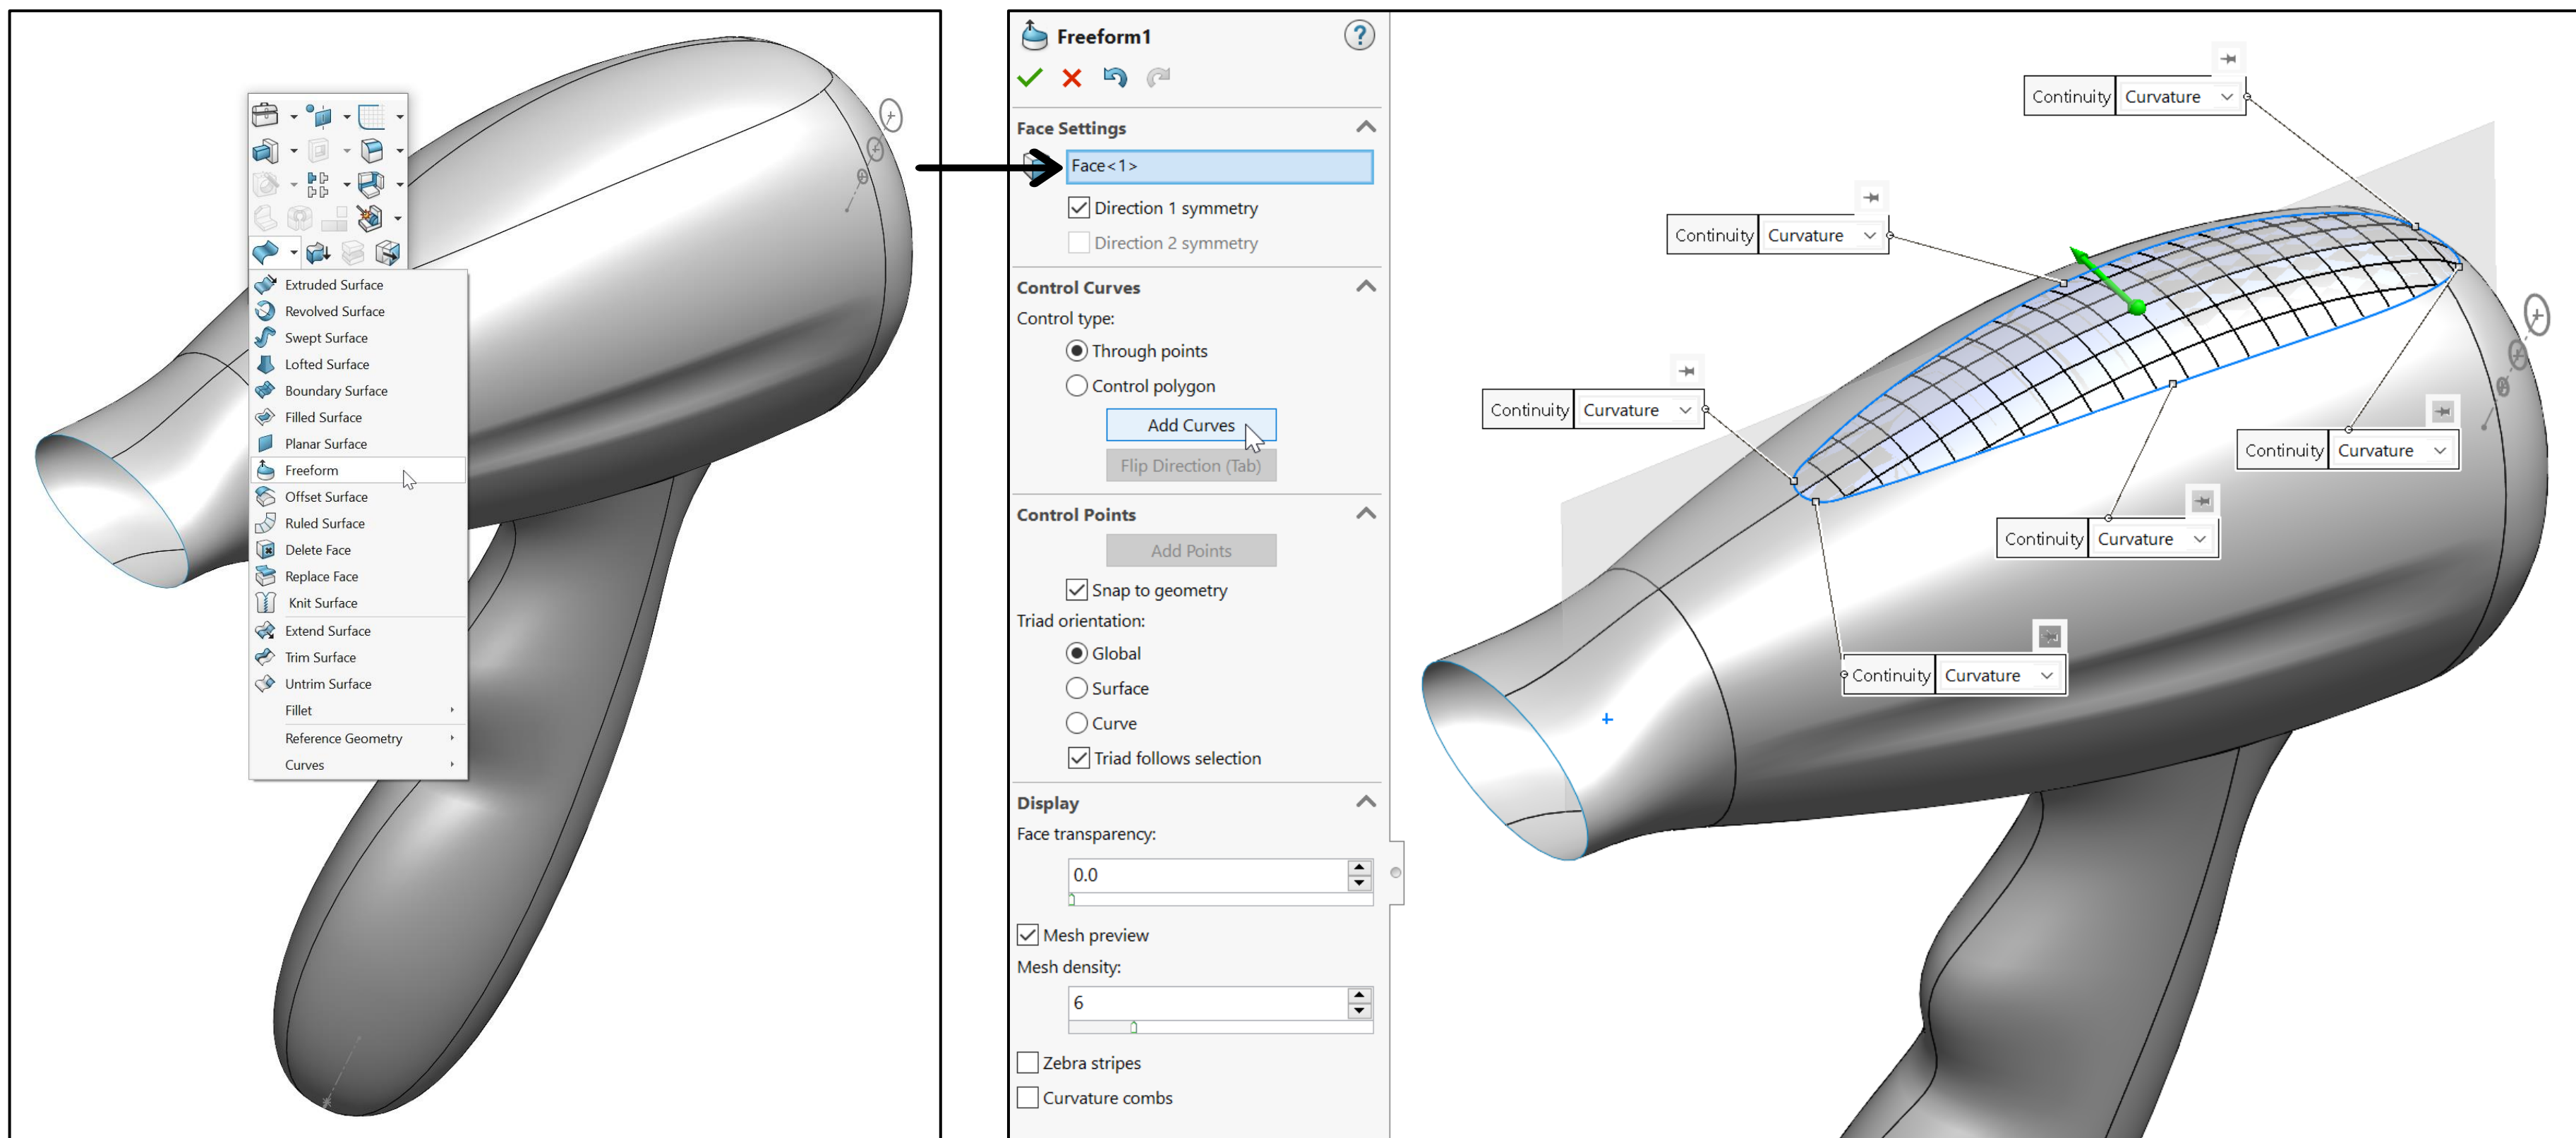 Extruded Surface
Revolved Surface
Swept Surface
Lofted Surface
Boundary Surface
Filled Surface
Planar Surface
Freeform
Offset Surface
Ruled Surface
Delete Face
Replace Face
Knit Surface
Extend Surface
Trim Surface
Untrim Surface
Fillet
Reference Geometry
Curves
Freeform1
?
Face Settings
Face<1>
Direction 1 symmetry
Direction 2 symmetry
Control Curves
Control type:
Through points
Control polygon
Add Curves
Flip Direction (Tab)
Control Points
Add Points
Snap to geometry
Triad orientation:
Global
Surface
Curve
Triad follows selection
Display
Face transparency:
0.0
Mesh preview
Mesh density:
6
Zebra stripes
Curvature combs
Continuity Curvature
Continuity Curvature
Continuity Curvature
Continuity Curvature
Continuity Curvature
Continuity Curvature